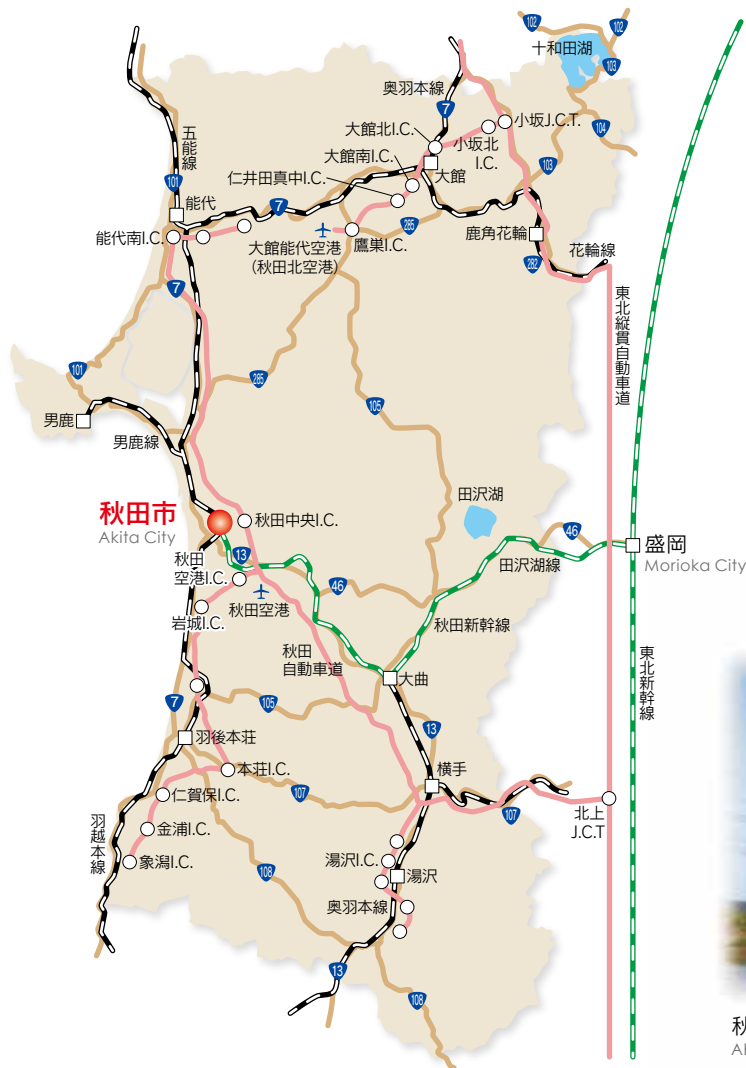 102
102
十和田湖
103
奥羽本線
7
小坂J.C.T.
大館北I.C.
小坂北
I.C.
104
五能線
大館南I.C.
大館
103
仁井田真中I.C.
101
能代
7
鹿角花輪
能代南I.C.
大館能代空港
(秋田北空港)
鷹巣I.C.
285
花輪線
282
7
東北縦貫自動車道
101
285
105
男鹿
男鹿線
田沢湖
秋田市
Akita City
秋田中央I.C.
46
盛岡
Morioka City
13
田沢湖線
秋田
空港I.C.
46
秋田空港
岩城I.C.
秋田新幹線
秋田
自動車道
東北新幹線
大曲
7
105
13
羽後本荘
本荘I.C.
横手
仁賀保I.C.
107
107
北上
J.C.T
羽越本線
金浦I.C.
象潟I.C.
湯沢I.C.
108
湯沢
奥羽本線
13
108